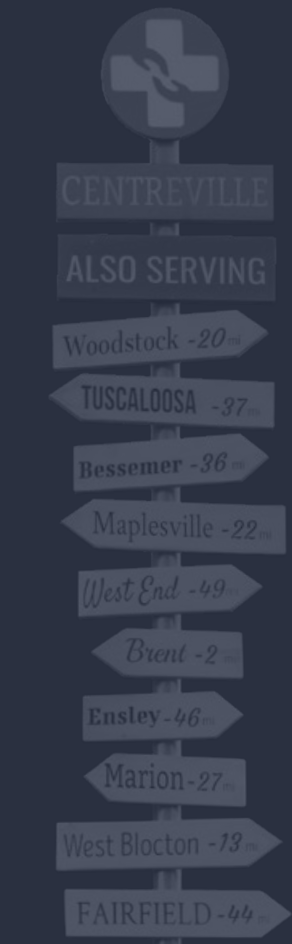 CENTREVILLE
ALSO SERVING
Woodstock -20 mi
TUSCALOOSA -37 mi
Bessemer -36 mi
Maplesville -22 mi
West End -49 mi
Brent -2 mi
Ensley -46 mi
Marion -27 mi
West Blocton -13 mi
FAIRFIELD -44 mi